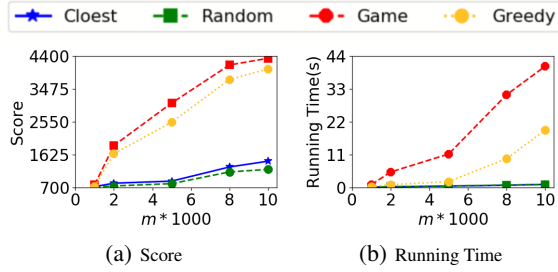 Cloest Random Game Greedy
4400
3475
2550
1625
700
Score
0 2 4 6 8 10
m * 1000
(a) Score
44
33
22
11
0
Running Time(s)
0 2 4 6 8 10
m * 1000
(b) Running Time